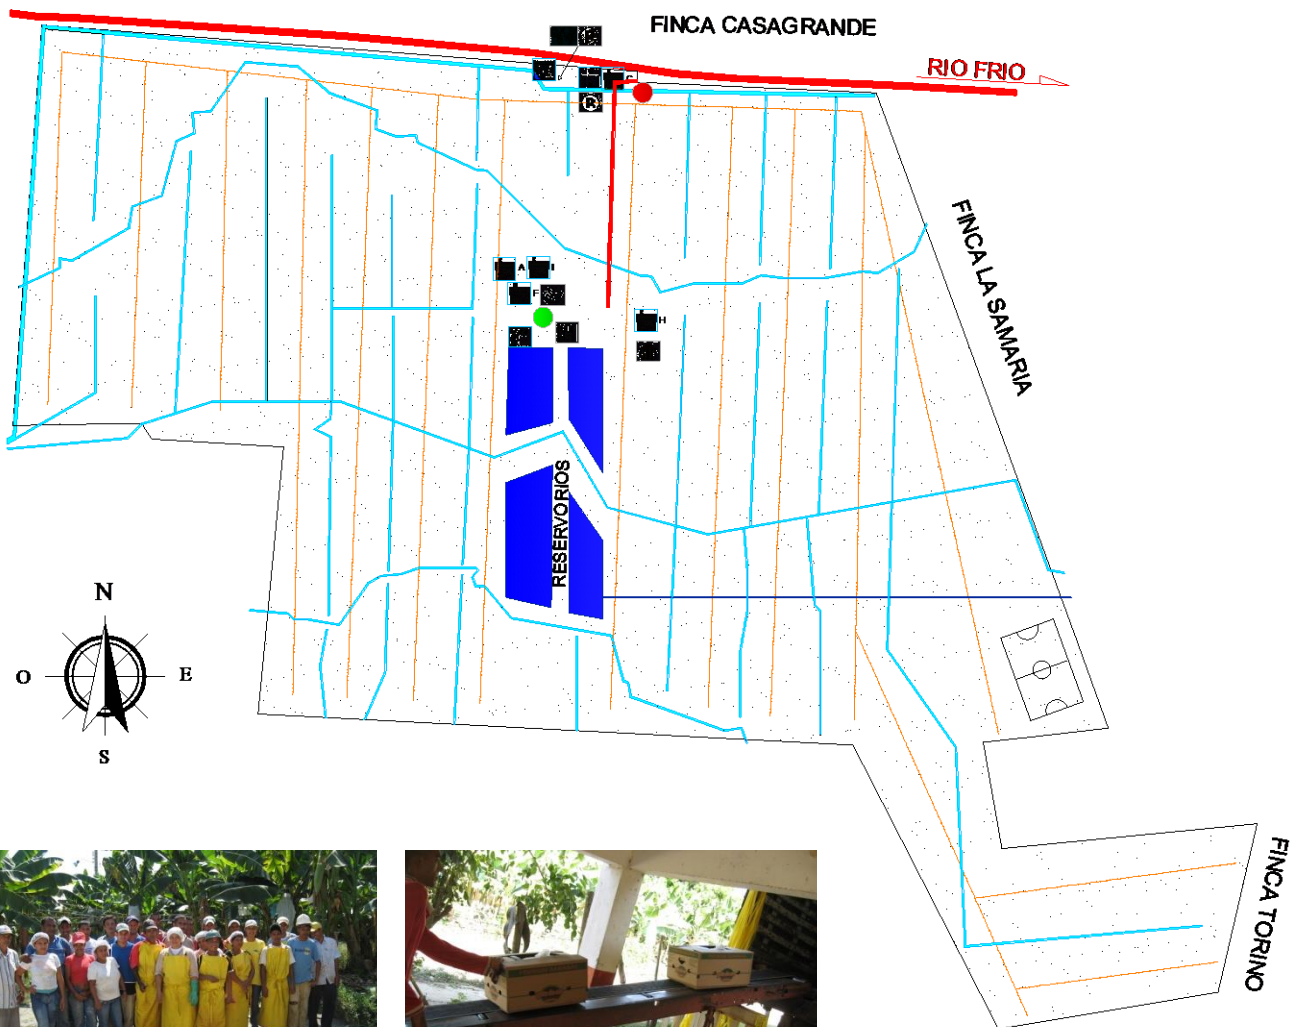 FINCA CASAGRANDE
RIO FRIO
R
FINCA LA SAMARIA
A
I
F
H
RESERVORIOS
N
O
E
S
FINCA TORINO